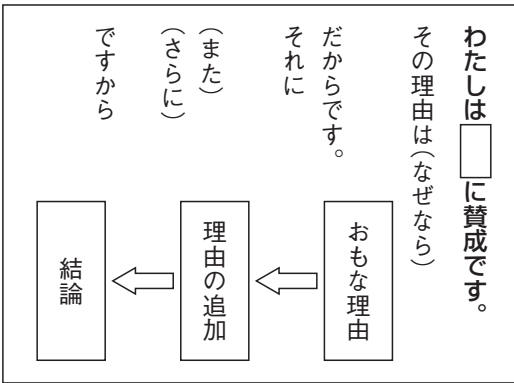 わたしは□に賛成です。
その理由は(なぜなら)
おもな理由
だからです。
それに
(また)
(さらに)
理由の追加
ですから
結論